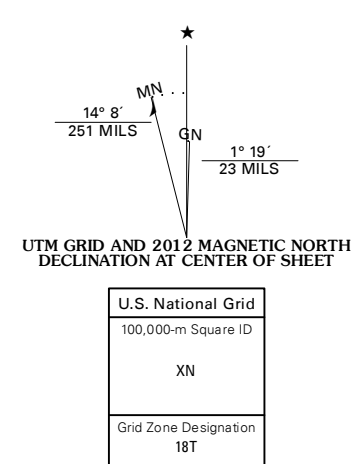 ★
MN
14° 8´
251 MILS
GN
1° 19´
23 MILS
UTM GRID AND 2012 MAGNETIC NORTH
DECLINATION AT CENTER OF SHEET
U.S. National Grid
100,000-m Square ID
XN
Grid Zone Designation
18T